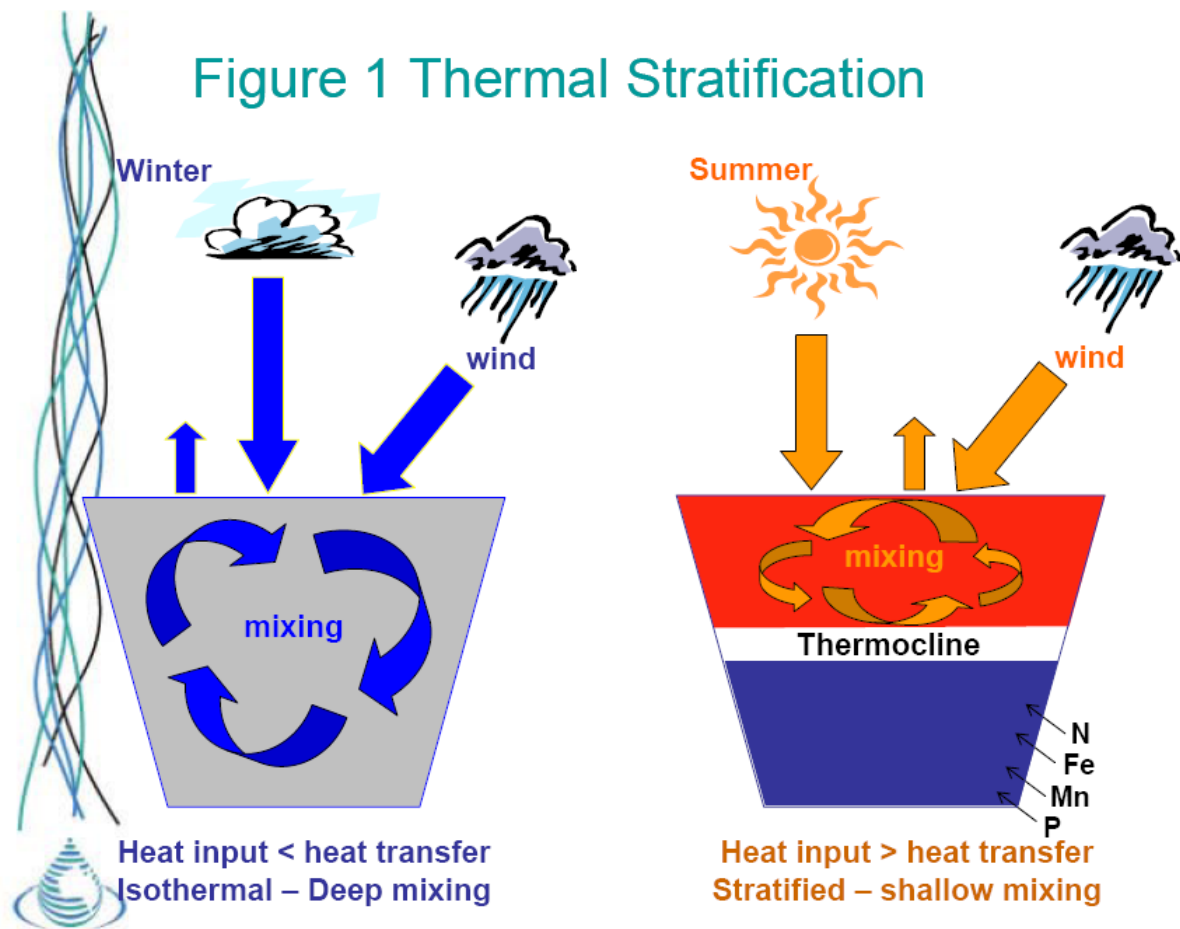 Figure 1 Thermal Stratification
Winter
wind
mixing
Heat input < heat transfer
Isothermal – Deep mixing
Summer
wind
mixing
Thermocline
N
Fe
Mn
P
Heat input > heat transfer
Stratified – shallow mixing